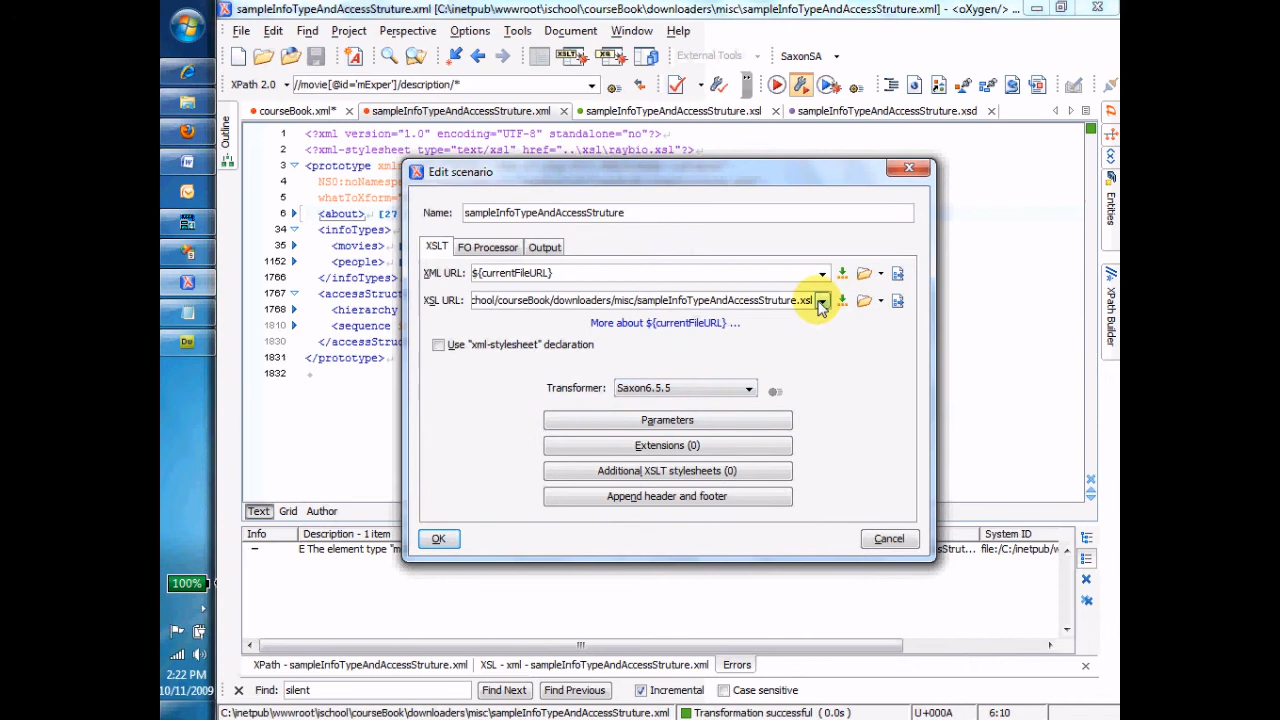 sampleInfoTypeAndAccessStruture.xml [C:\inetpub\wwwroot\ischool\courseBook\downloaders\misc\sampleInfoTypeAndAccessStruture.xml] - <oXygen/> ...
File Edit Find Project Perspective Options Tools Document Window Help
External Tools SaxonSA
XPath 2.0 //movie[@id='mExper']/description/*
courseBook.xml* sampleInfoTypeAndAccessStruture.xml sampleInfoTypeAndAccessStruture.xsl sampleInfoTypeAndAccessStruture.xsd
Outline
Entities
XPath Builder
1 <?xml version="1.0" encoding="UTF-8" standalone="no"?>
2 <?xml-stylesheet type="text/xsl" href="..\xsl\raybio.xsl"?>
3 <prototype xmlns
4 NS0:noNamesp
5 whatToXform="
6 <about> [27
34 <infoTypes>
35 <movies>
1152 <people>
1766 </infoTypes>
1768 <accessStruc
1769 <hierarchy
1810 <sequence
1830 </accessStruc
1831 </prototype>
1832
Edit scenario
Name: sampleInfoTypeAndAccessStruture
XSLT FO Processor Output
XML URL: ${currentFileURL}
XSL URL: chool/courseBook/downloaders/misc/sampleInfoTypeAndAccessStruture.xsl
More about ${currentFileURL} ...
Use "xml-stylesheet" declaration
Transformer: Saxon6.5.5
Parameters
Extensions (0)
Additional XSLT stylesheets (0)
Append header and footer
OK Cancel
Text Grid Author
Info Description - 1 item System ID
E The element type "m ssStrut... file:/C:/inetpub/w
XPath - sampleInfoTypeAndAccessStruture.xml XSL - xml - sampleInfoTypeAndAccessStruture.xml Errors
Find: silent Find Next Find Previous Incremental Case sensitive
C:\inetpub\wwwroot\ischool\courseBook\downloaders\misc\sampleInfoTypeAndAccessStruture.xml Transformation successful (0.0s) U+000A 6:10
100%
2:22 PM
10/11/2009